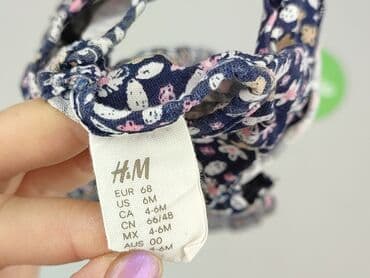 H&M
EUR 68
US 6M
CA 4-6M
CN 66/48
MX 4-6M
AUS 00